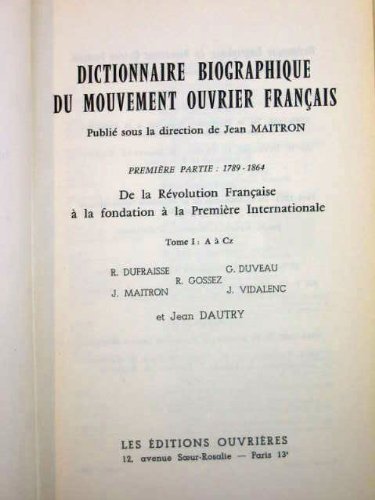 DICTIONNAIRE BIOGRAPHIQUE
DU MOUVEMENT OUVRIER FRANÇAIS
Publié sous la direction de Jean MAITRON
PREMIÈRE PARTIE : 1789-1864
De la Révolution Française
à la fondation à la Première Internationale
Tome I : A à Cz
R. DUFRAISSE G. DUVEAU
R. GOSSEZ
J. MAITRON J. VIDALENC
et Jean DAUTRY
LES ÉDITIONS OUVRIÈRES
12, avenue Sœur-Rosalie — Paris 13e